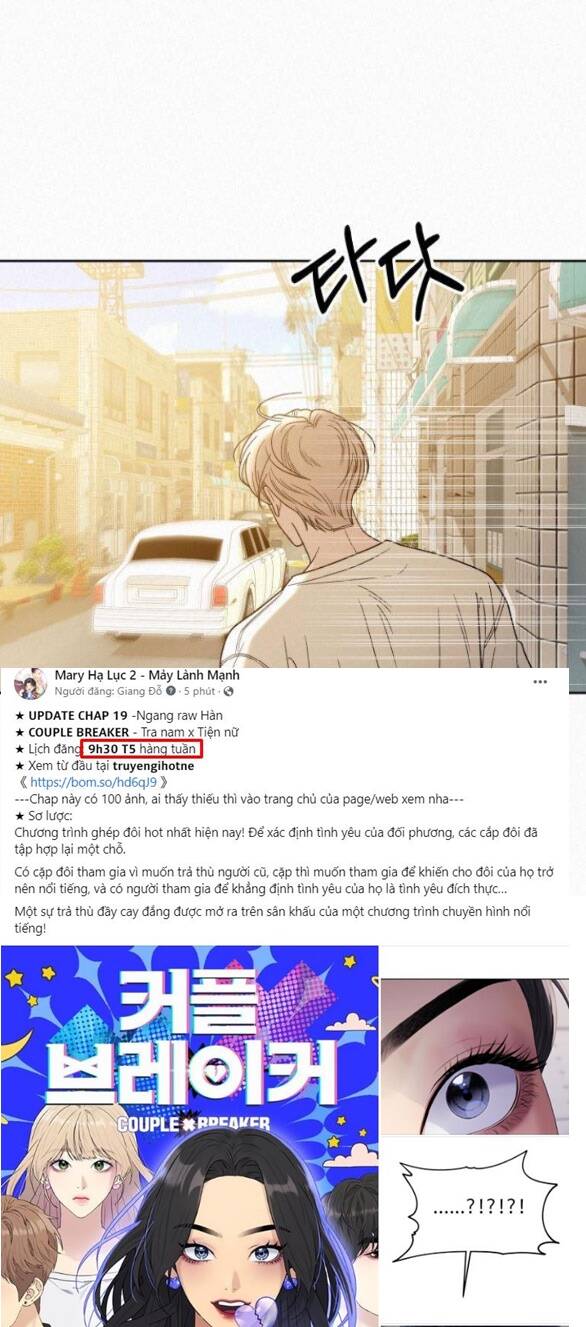 타닷
Mary Hạ Lục 2 - Mảy Lành Mạnh
Người đăng: Giang Đỗ · 5 phút ·
★ UPDATE CHAP 19 -Ngang raw Hàn
★ COUPLE BREAKER - Tra nam x Tiện nữ
★ Lịch đăng 9h30 T5 hàng tuần
★ Xem từ đầu tại truyengihotne
《 https://bom.so/hd6qJ9 》
---Chap này có 100 ảnh, ai thấy thiếu thì vào trang chủ của page/web xem nha---
★ Sơ lược:
Chương trình ghép đôi hot nhất hiện nay! Để xác định tình yêu của đối phương, các cắp đôi đã
tập hợp lại một chỗ.
Có cặp đôi tham gia vì muốn trả thù người cũ, cặp thì muốn tham gia để khiến cho đôi của họ trở
nên nổi tiếng, và có người tham gia để khẳng định tình yêu của họ là tình yêu đích thực...
Một sự trả thù đầy cay đắng được mở ra trên sân khấu của một chương trình chuyền hình nổi
tiếng!
커플
브레이커
COUPLE✖BREAKER
......?!?!?!